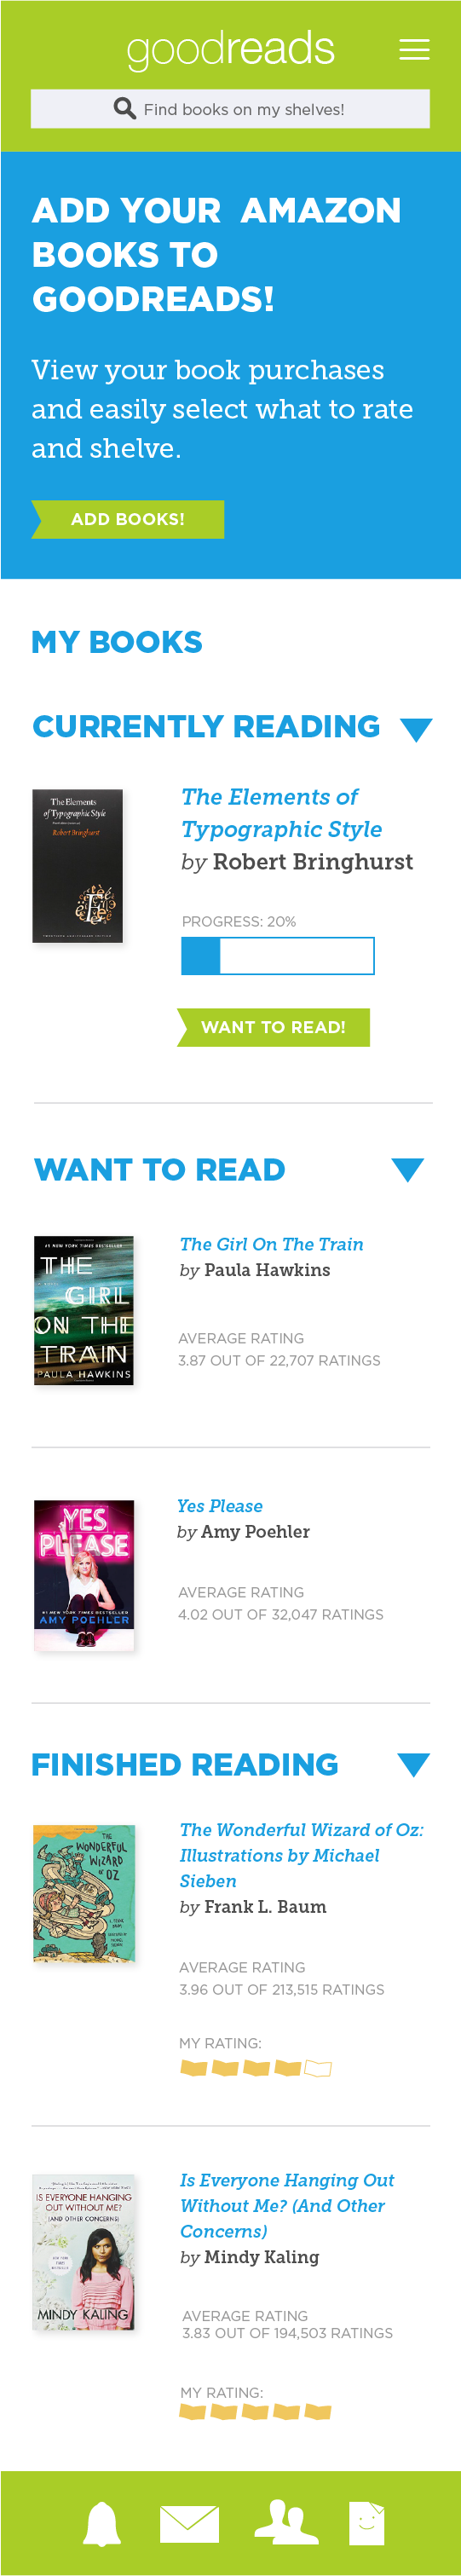 goodreads
Find books on my shelves!
ADD YOUR AMAZON
BOOKS TO
GOODREADS!
View your book purchases
and easily select what to rate
and shelve.
ADD BOOKS!
MY BOOKS
CURRENTLY READING
The Elements
of Typographic Style
Robert Bringhurst
The Elements of
Typographic Style
by Robert Bringhurst
PROGRESS: 20%
WANT TO READ!
WANT TO READ
#1 NEW YORK TIMES BESTSELLER
THE
GIRL
ON THE
TRAIN
PAULA HAWKINS
The Girl On The Train
by Paula Hawkins
AVERAGE RATING
3.87 OUT OF 22,707 RATINGS
YES
PLEASE
#1 NEW YORK TIMES BESTSELLER
AMY POEHLER
Yes Please
by Amy Poehler
AVERAGE RATING
4.02 OUT OF 32,047 RATINGS
FINISHED READING
THE
WONDERFUL
WIZARD
OF OZ
The Wonderful Wizard of Oz:
Illustrations by Michael
Sieben
by Frank L. Baum
AVERAGE RATING
3.96 OUT OF 213,515 RATINGS
MY RATING:
IS EVERYONE HANGING
OUT WITHOUT ME?
(AND OTHER CONCERNS)
MINDY KALING
Is Everyone Hanging Out
Without Me? (And Other
Concerns)
by Mindy Kaling
AVERAGE RATING
3.83 OUT OF 194,503 RATINGS
MY RATING: